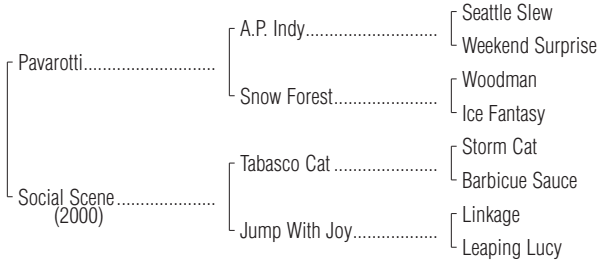 Seattle Slew
A.P. Indy
Weekend Surprise
Pavarotti
Woodman
Snow Forest
Ice Fantasy
Storm Cat
Tabasco Cat
Barbicue Sauce
Social Scene
(2000)
Linkage
Jump With Joy
Leaping Lucy